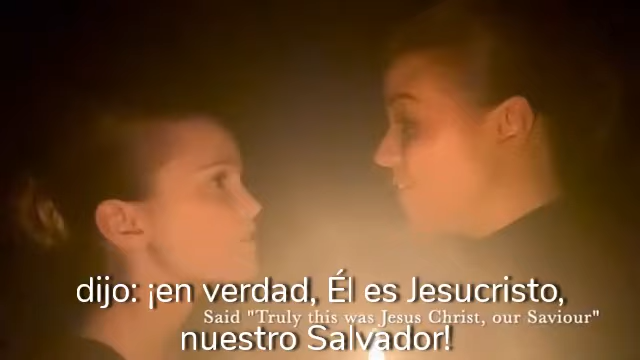 dijo: ¡en verdad, Él es Jesucristo,
Said "Truly this was Jesus Christ, our Saviour"
nuestro Salvador!